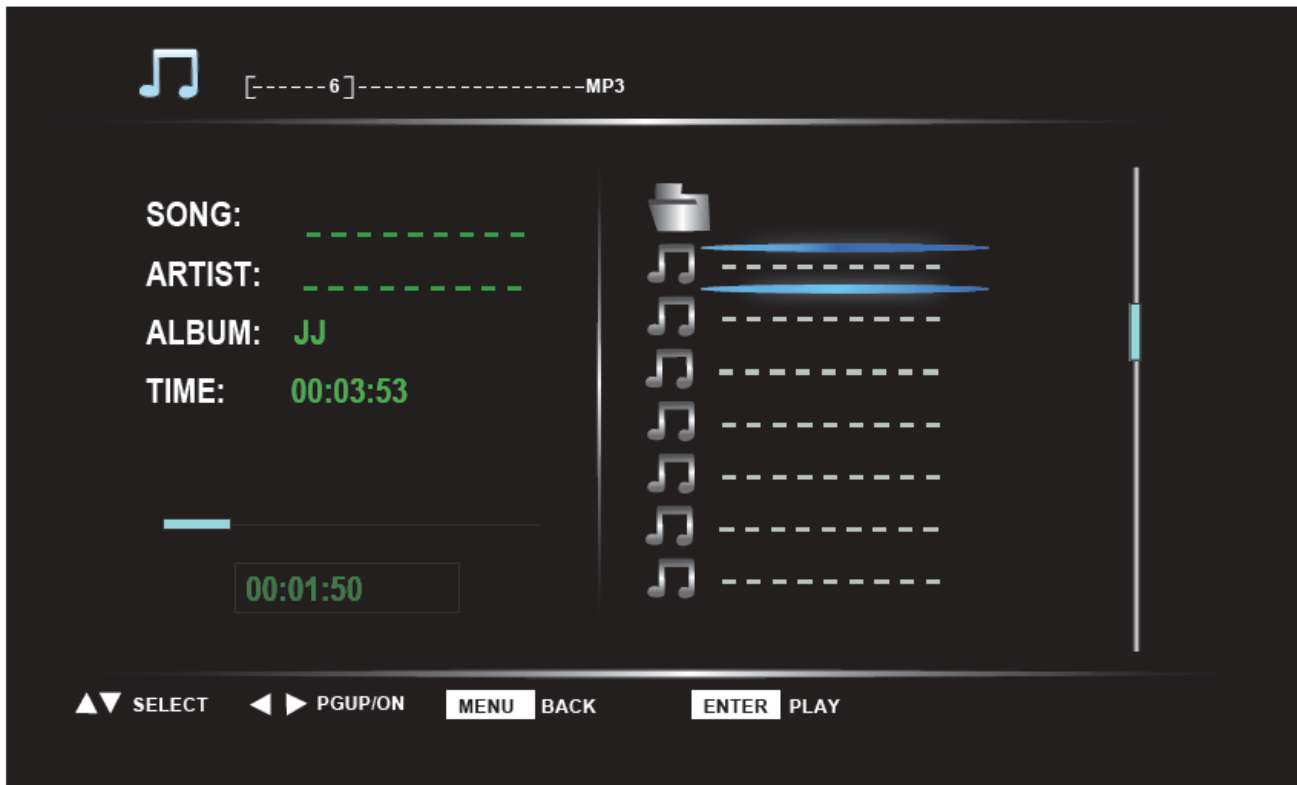 [------6]------------------MP3
SONG: _ _ _ _ _ _ _ _ _
ARTIST: _ _ _ _ _ _ _ _ _
ALBUM: JJ
TIME: 00:03:53
00:01:50
SELECT PGUP/ON MENU BACK ENTER PLAY